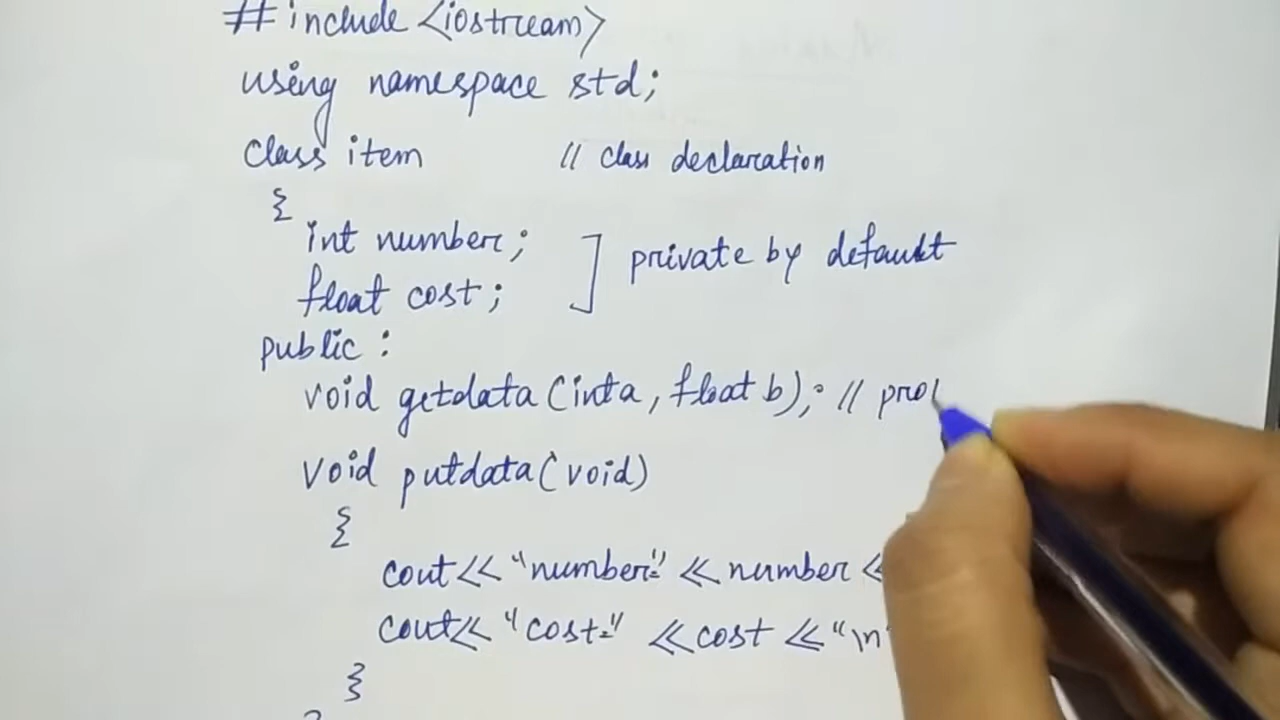 #include <iostream>
using namespace std;
class item // class declaration
{
int number;
float cost; ] private by default
public:
void getdata (int a, float b); // pro
void putdata (void)
{
cout << "number=" << number <<
cout << "cost=" << cost << "\n"
}